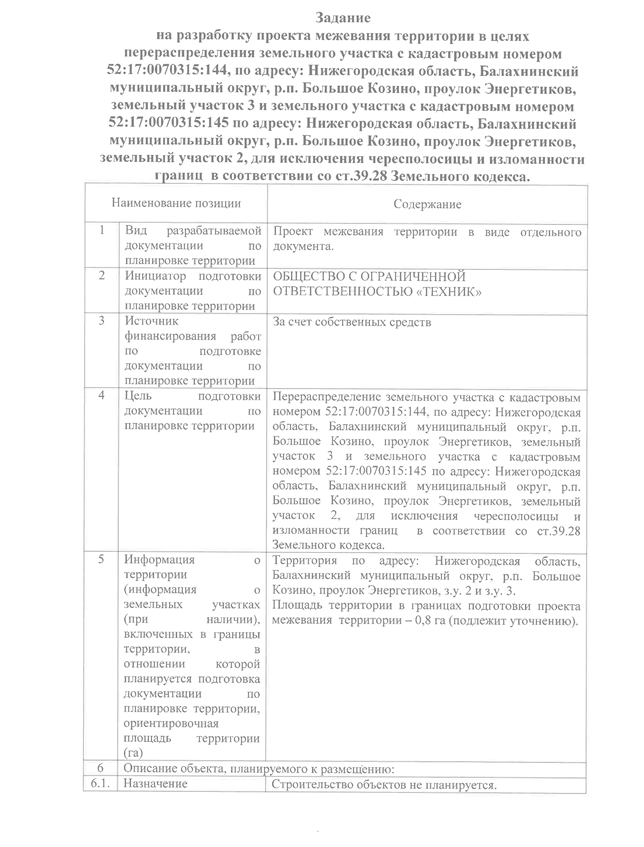 Задание
на разработку проекта межевания территории в целях
перераспределения земельного участка с кадастровым номером
52:17:0070315:144, по адресу: Нижегородская область, Балахнинский
муниципальный округ, р.п. Большое Козино, проулок Энергетиков,
земельный участок 3 и земельного участка с кадастровым номером
52:17:0070315:145 по адресу: Нижегородская область, Балахнинский
муниципальный округ, р.п. Большое Козино, проулок Энергетиков,
земельный участок 2, для исключения чересполосицы и изломанности
границ в соответствии со ст.39.28 Земельного кодекса.
Наименование позиции
Содержание
1
Вид разрабатываемой
документации по
планировке территории
Проект межевания территории в виде отдельного
документа.
2
Инициатор подготовки
документации по
планировке территории
ОБЩЕСТВО С ОГРАНИЧЕННОЙ
ОТВЕТСТВЕННОСТЬЮ «ТЕХНИК»
3
Источник
финансирования работ
по подготовке
документации по
планировке территории
За счет собственных средств
4
Цель подготовки
документации по
планировке территории
Перераспределение земельного участка с кадастровым
номером 52:17:0070315:144, по адресу: Нижегородская
область, Балахнинский муниципальный округ, р.п.
Большое Козино, проулок Энергетиков, земельный
участок 3 и земельного участка с кадастровым
номером 52:17:0070315:145 по адресу: Нижегородская
область, Балахнинский муниципальный округ, р.п.
Большое Козино, проулок Энергетиков, земельный
участок 2, для исключения чересполосицы и
изломанности границ в соответствии со ст.39.28
Земельного кодекса.
5
Информация о
территории
(информация о
земельных участках
(при наличии),
включенных в границы
территории, в
отношении которой
планируется подготовка
документации по
планировке территории,
ориентировочная
площадь территории
(га)
Территория по адресу: Нижегородская область,
Балахнинский муниципальный округ, р.п. Большое
Козино, проулок Энергетиков, з.у. 2 и з.у. 3.
Площадь территории в границах подготовки проекта
межевания территории – 0,8 га (подлежит уточнению).
6
Описание объекта, планируемого к размещению:
6.1.
Назначение
Строительство объектов не планируется.